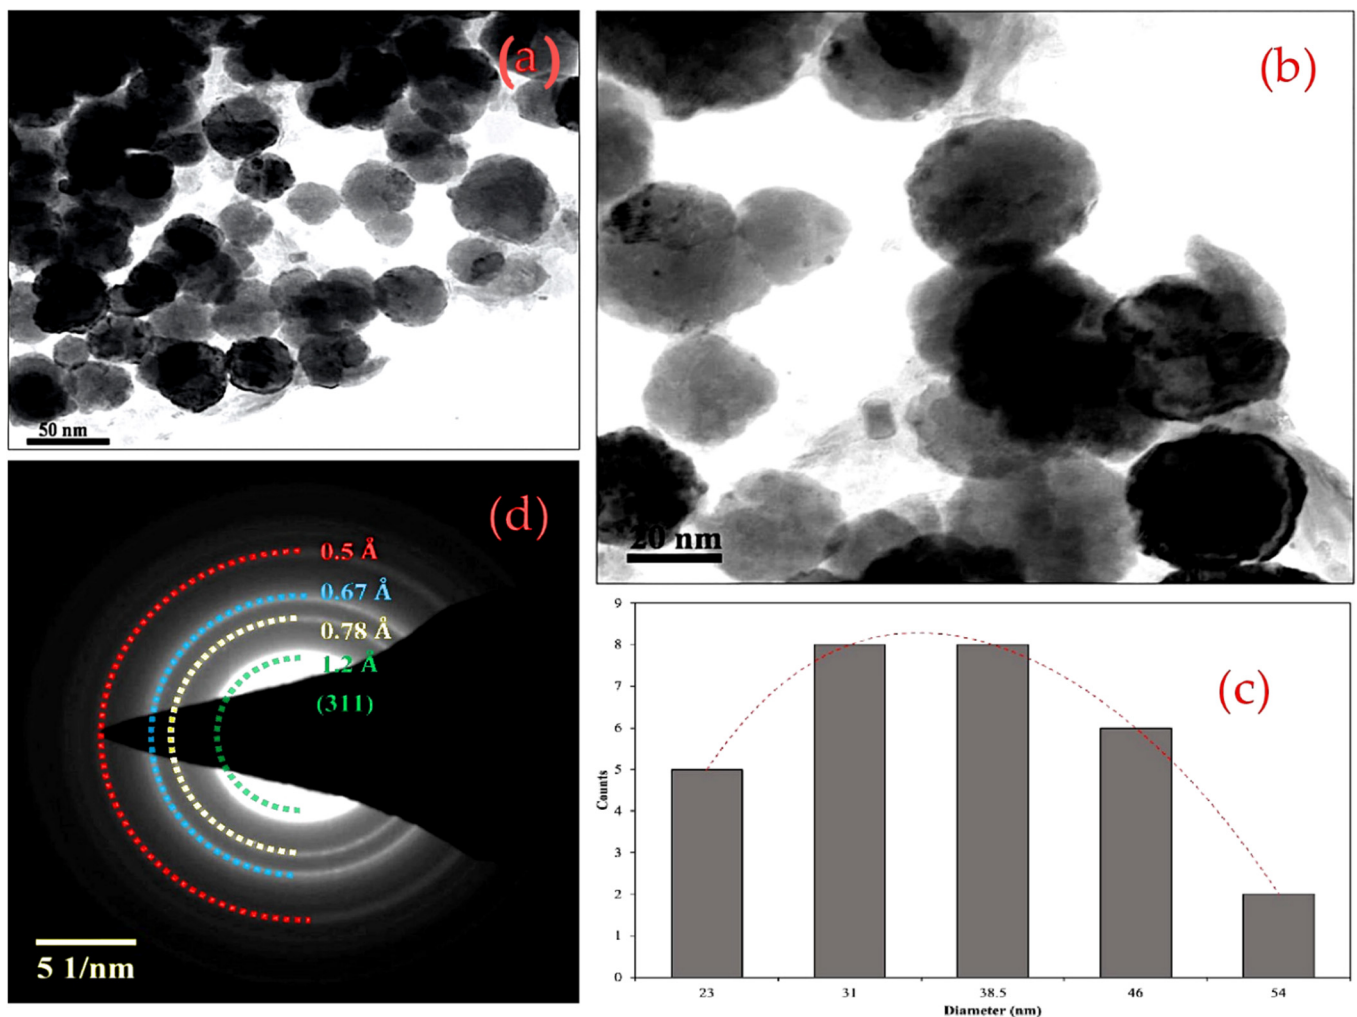 (a)
50 nm
(b)
20 nm
(d)
0.5 Å
0.67 Å
0.78 Å
1.2 Å
(311)
5 1/nm
(c)
9
8
7
6
5
4
3
2
1
0
Counts
23 31 38.5 46 54
Diameter (nm)